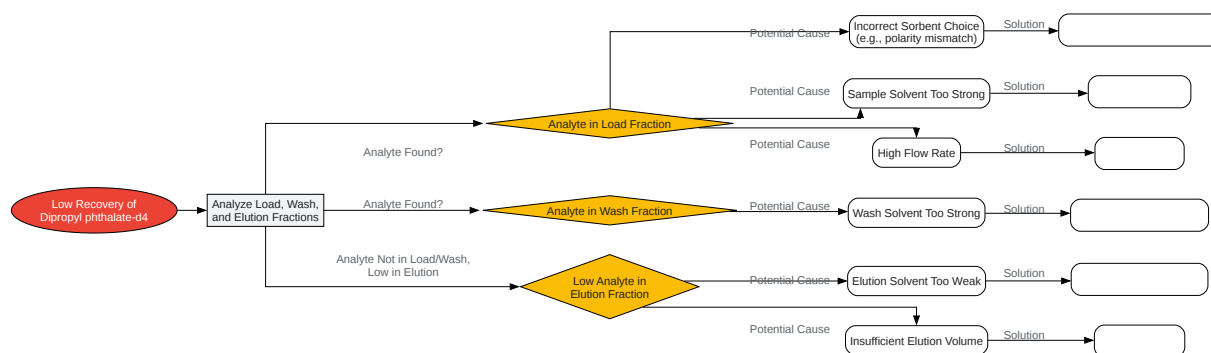 Low Recovery of
Dipropyl phthalate-d4
Analyze Load, Wash,
and Elution Fractions
Analyte Found?
Analyte in Load Fraction
Potential Cause
Incorrect Sorbent Choice
(e.g., polarity mismatch)
Solution
Potential Cause
Sample Solvent Too Strong
Solution
Potential Cause
High Flow Rate
Solution
Analyte Found?
Analyte in Wash Fraction
Potential Cause
Wash Solvent Too Strong
Solution
Analyte Not in Load/Wash,
Low in Elution
Low Analyte in
Elution Fraction
Potential Cause
Elution Solvent Too Weak
Solution
Potential Cause
Insufficient Elution Volume
Solution